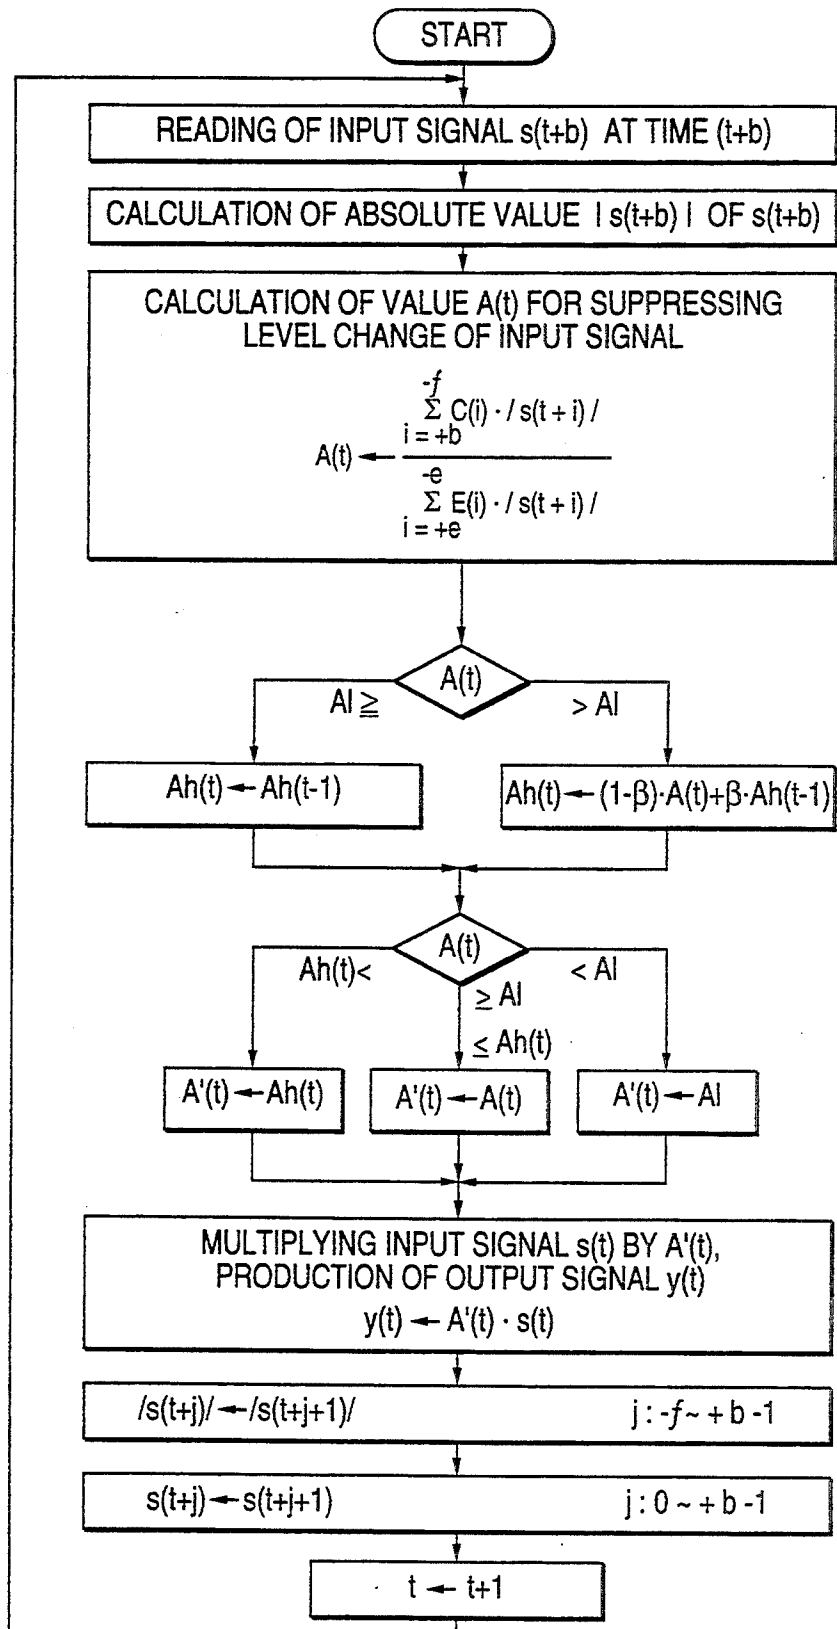 START
READING OF INPUT SIGNAL s(t+b) AT TIME (t+b)
CALCULATION OF ABSOLUTE VALUE | s(t+b) | OF s(t+b)
CALCULATION OF VALUE A(t) FOR SUPPRESSING
LEVEL CHANGE OF INPUT SIGNAL
-f
Σ C(i) · / s(t + i) /
i = +b
A(t) ←
-e
Σ E(i) · / s(t + i) /
i = +e
A(t)
Al ≧
> Al
Ah(t) ← Ah(t-1)
Ah(t) ← (1-β)·A(t)+β·Ah(t-1)
A(t)
Ah(t)<
< Al
≥ Al
≤ Ah(t)
A'(t) ← Ah(t)
A'(t) ← A(t)
A'(t) ← Al
MULTIPLYING INPUT SIGNAL s(t) BY A'(t),
PRODUCTION OF OUTPUT SIGNAL y(t)
y(t) ← A'(t) · s(t)
/s(t+j)/ ← /s(t+j+1)/ j : -f ~ + b -1
s(t+j) ← s(t+j+1) j : 0 ~ + b -1
t ← t+1